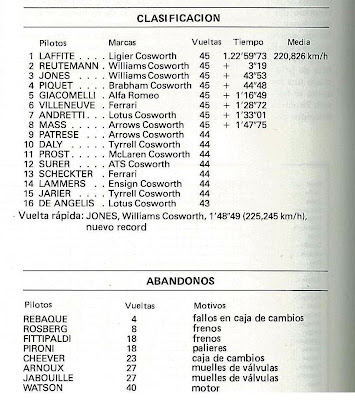 CLASIFICACION
Pilotos Marcas Vueltas Tiempo Media
1 LAFFITE . . . . Ligier Cosworth 45 1.22'59"73 220,826 km/h
2 REUTEMANN . . Williams Cosworth 45 + 3"19
3 JONES . . . . Williams Cosworth 45 + 43"53
4 PIQUET . . . . Brabham Cosworth 45 + 44"48
5 GIACOMELLI . . Alfa Romeo 45 + 1'16"49
6 VILLENEUVE . . Ferrari 45 + 1'28"72
7 ANDRETTI . . . Lotus Cosworth 45 + 1'33"01
8 MASS . . . . Arrows Cosworth 45 + 1'47"75
9 PATRESE . . . Arrows Cosworth 44
10 DALY . . . . Tyrrell Cosworth 44
11 PROST . . . . McLaren Cosworth 44
12 SURER . . . . ATS Cosworth 44
13 SCHECKTER . . Ferrari 44
14 LAMMERS . . . Ensign Cosworth 44
15 JARIER . . . . Tyrrell Cosworth 44
16 DE ANGELIS . . Lotus Cosworth 43
Vuelta rápida: JONES, Williams Cosworth, 1'48"49 (225,245 km/h),
nuevo record
ABANDONOS
Pilotos Vueltas Motivos
REBAQUE 4 fallos en caja de cambios
ROSBERG 8 frenos
FITTIPALDI 18 frenos
PIRONI 18 palieres
CHEEVER 23 caja de cambios
ARNOUX 27 muelles de válvulas
JABOUILLE 27 muelles de válvulas
WATSON 40 motor